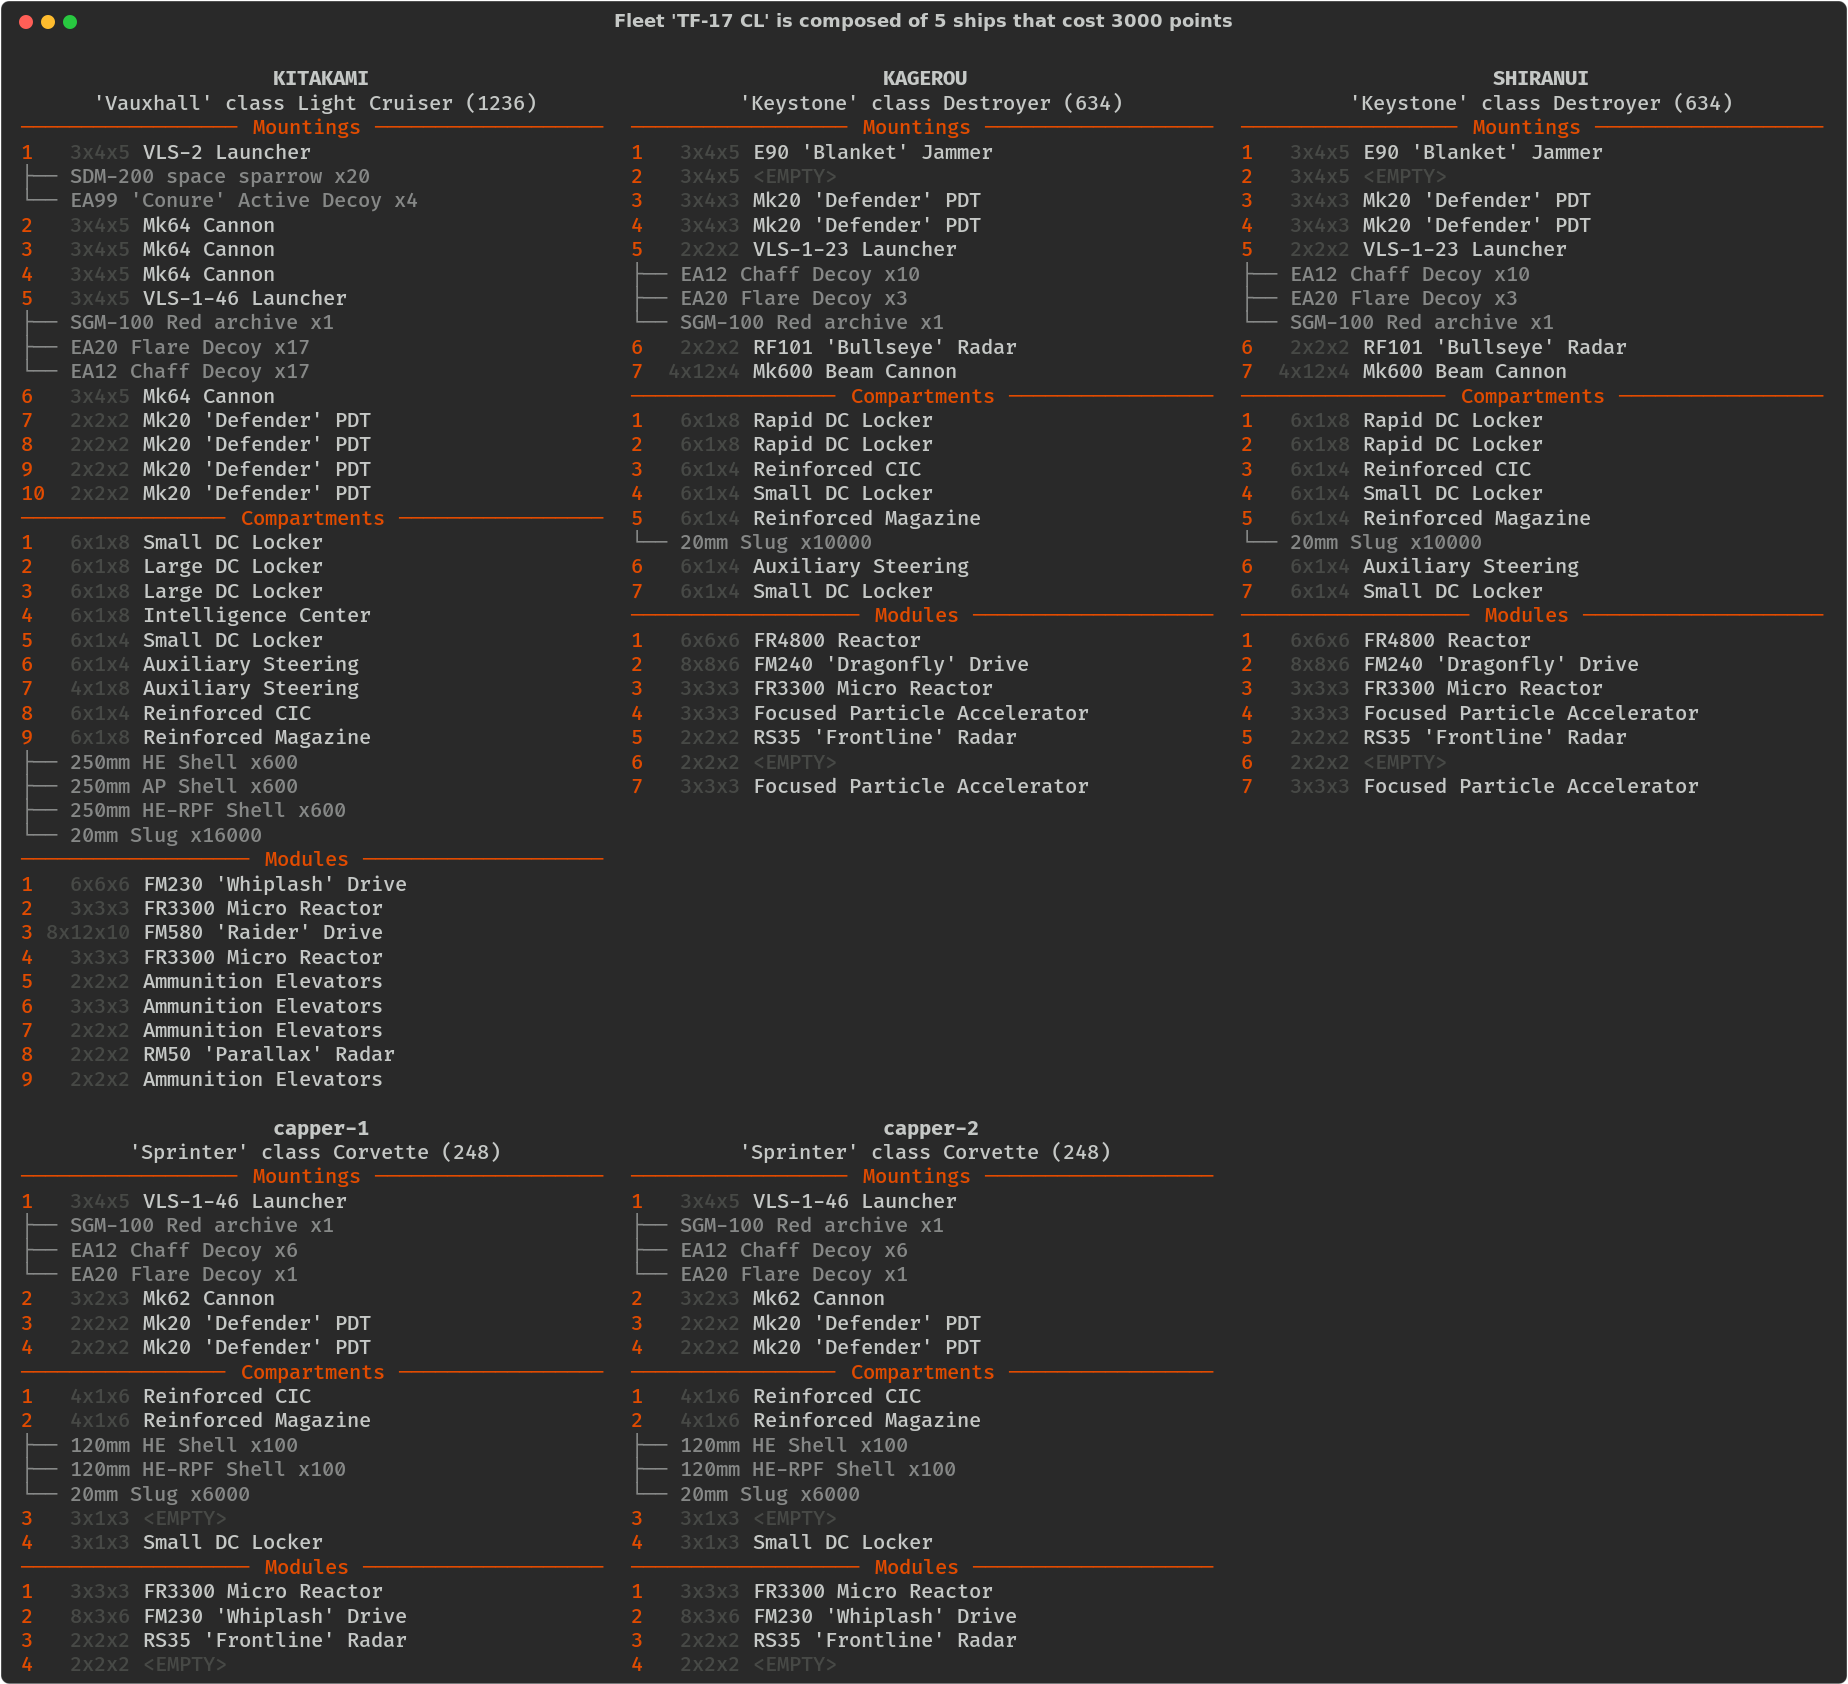 Fleet 'TF-17 CL' is composed of 5 ships that cost 3000 points
KITAKAMI
'Vauxhall' class Light Cruiser (1236)
Mountings
1 3x4x5 VLS-2 Launcher
SDM-200 space sparrow x20
EA99 'Conure' Active Decoy x4
2 3x4x5 Mk64 Cannon
3 3x4x5 Mk64 Cannon
4 3x4x5 Mk64 Cannon
5 3x4x5 VLS-1-46 Launcher
SGM-100 Red archive x1
EA20 Flare Decoy x17
EA12 Chaff Decoy x17
6 3x4x5 Mk64 Cannon
7 2x2x2 Mk20 'Defender' PDT
8 2x2x2 Mk20 'Defender' PDT
9 2x2x2 Mk20 'Defender' PDT
10 2x2x2 Mk20 'Defender' PDT
Compartments
1 6x1x8 Small DC Locker
2 6x1x8 Large DC Locker
3 6x1x8 Large DC Locker
4 6x1x8 Intelligence Center
5 6x1x4 Small DC Locker
6 6x1x4 Auxiliary Steering
7 4x1x8 Auxiliary Steering
8 6x1x4 Reinforced CIC
9 6x1x8 Reinforced Magazine
250mm HE Shell x600
250mm AP Shell x600
250mm HE-RPF Shell x600
20mm Slug x16000
Modules
1 6x6x6 FM230 'Whiplash' Drive
2 3x3x3 FR3300 Micro Reactor
3 8x12x10 FM580 'Raider' Drive
4 3x3x3 FR3300 Micro Reactor
5 2x2x2 Ammunition Elevators
6 3x3x3 Ammunition Elevators
7 2x2x2 Ammunition Elevators
8 2x2x2 RM50 'Parallax' Radar
9 2x2x2 Ammunition Elevators
KAGEROU
'Keystone' class Destroyer (634)
Mountings
1 3x4x5 E90 'Blanket' Jammer
2 3x4x5 <EMPTY>
3 3x4x3 Mk20 'Defender' PDT
4 3x4x3 Mk20 'Defender' PDT
5 2x2x2 VLS-1-23 Launcher
EA12 Chaff Decoy x10
EA20 Flare Decoy x3
SGM-100 Red archive x1
6 2x2x2 RF101 'Bullseye' Radar
7 4x12x4 Mk600 Beam Cannon
Compartments
1 6x1x8 Rapid DC Locker
2 6x1x8 Rapid DC Locker
3 6x1x4 Reinforced CIC
4 6x1x4 Small DC Locker
5 6x1x4 Reinforced Magazine
20mm Slug x10000
6 6x1x4 Auxiliary Steering
7 6x1x4 Small DC Locker
Modules
1 6x6x6 FR4800 Reactor
2 8x8x6 FM240 'Dragonfly' Drive
3 3x3x3 FR3300 Micro Reactor
4 3x3x3 Focused Particle Accelerator
5 2x2x2 RS35 'Frontline' Radar
6 2x2x2 <EMPTY>
7 3x3x3 Focused Particle Accelerator
SHIRANUI
'Keystone' class Destroyer (634)
Mountings
1 3x4x5 E90 'Blanket' Jammer
2 3x4x5 <EMPTY>
3 3x4x3 Mk20 'Defender' PDT
4 3x4x3 Mk20 'Defender' PDT
5 2x2x2 VLS-1-23 Launcher
EA12 Chaff Decoy x10
EA20 Flare Decoy x3
SGM-100 Red archive x1
6 2x2x2 RF101 'Bullseye' Radar
7 4x12x4 Mk600 Beam Cannon
Compartments
1 6x1x8 Rapid DC Locker
2 6x1x8 Rapid DC Locker
3 6x1x4 Reinforced CIC
4 6x1x4 Small DC Locker
5 6x1x4 Reinforced Magazine
20mm Slug x10000
6 6x1x4 Auxiliary Steering
7 6x1x4 Small DC Locker
Modules
1 6x6x6 FR4800 Reactor
2 8x8x6 FM240 'Dragonfly' Drive
3 3x3x3 FR3300 Micro Reactor
4 3x3x3 Focused Particle Accelerator
5 2x2x2 RS35 'Frontline' Radar
6 2x2x2 <EMPTY>
7 3x3x3 Focused Particle Accelerator
capper-1
'Sprinter' class Corvette (248)
Mountings
1 3x4x5 VLS-1-46 Launcher
SGM-100 Red archive x1
EA12 Chaff Decoy x6
EA20 Flare Decoy x1
2 3x2x3 Mk62 Cannon
3 2x2x2 Mk20 'Defender' PDT
4 2x2x2 Mk20 'Defender' PDT
Compartments
1 4x1x6 Reinforced CIC
2 4x1x6 Reinforced Magazine
120mm HE Shell x100
120mm HE-RPF Shell x100
20mm Slug x6000
3 3x1x3 <EMPTY>
4 3x1x3 Small DC Locker
Modules
1 3x3x3 FR3300 Micro Reactor
2 8x3x6 FM230 'Whiplash' Drive
3 2x2x2 RS35 'Frontline' Radar
4 2x2x2 <EMPTY>
capper-2
'Sprinter' class Corvette (248)
Mountings
1 3x4x5 VLS-1-46 Launcher
SGM-100 Red archive x1
EA12 Chaff Decoy x6
EA20 Flare Decoy x1
2 3x2x3 Mk62 Cannon
3 2x2x2 Mk20 'Defender' PDT
4 2x2x2 Mk20 'Defender' PDT
Compartments
1 4x1x6 Reinforced CIC
2 4x1x6 Reinforced Magazine
120mm HE Shell x100
120mm HE-RPF Shell x100
20mm Slug x6000
3 3x1x3 <EMPTY>
4 3x1x3 Small DC Locker
Modules
1 3x3x3 FR3300 Micro Reactor
2 8x3x6 FM230 'Whiplash' Drive
3 2x2x2 RS35 'Frontline' Radar
4 2x2x2 <EMPTY>